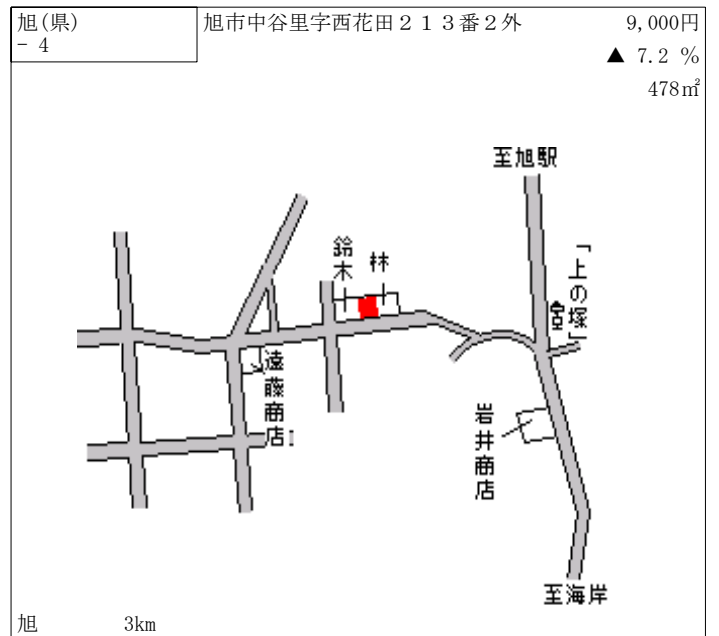 旭(県)
- 4
旭市中谷里字西花田２１３番２外
9,000円
▲ 7.2 %
478㎡
至旭駅
鈴木
林
「上の塚」
遠藤商店
岩井商店
至海岸
旭 3km